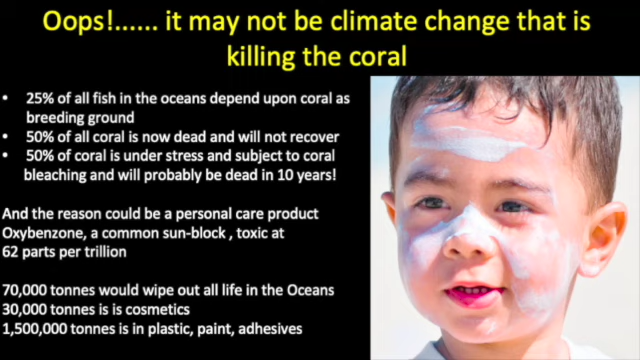 Oops!...... it may not be climate change that is
killing the coral
• 25% of all fish in the oceans depend upon coral as
breeding ground
• 50% of all coral is now dead and will not recover
• 50% of coral is under stress and subject to coral
bleaching and will probably be dead in 10 years!
And the reason could be a personal care product
Oxybenzone, a common sun-block , toxic at
62 parts per trillion
70,000 tonnes would wipe out all life in the Oceans
30,000 tonnes is is cosmetics
1,500,000 tonnes is in plastic, paint, adhesives